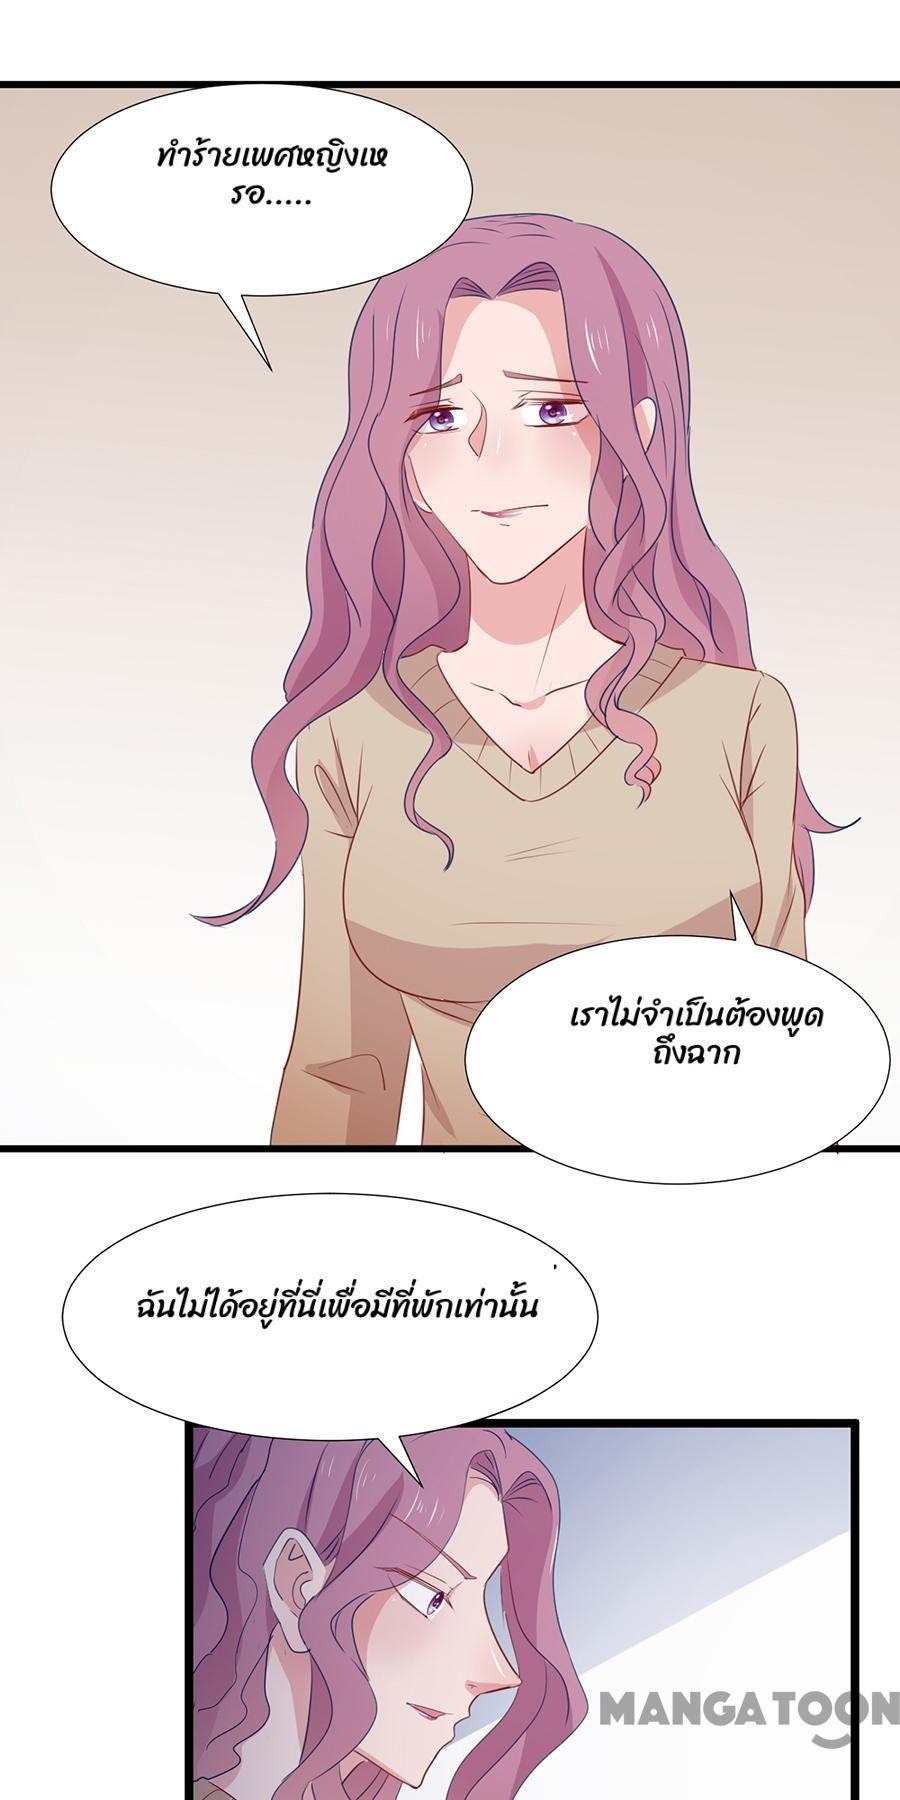 ทำร้ายเพศหญิงเห
รอ.....
เราไม่จำเป็นต้องพูด
ถึงฉาก
ฉันไม่ได้อยู่ที่นี่เพื่อมีที่พักเท่านั้น
MANGATOON